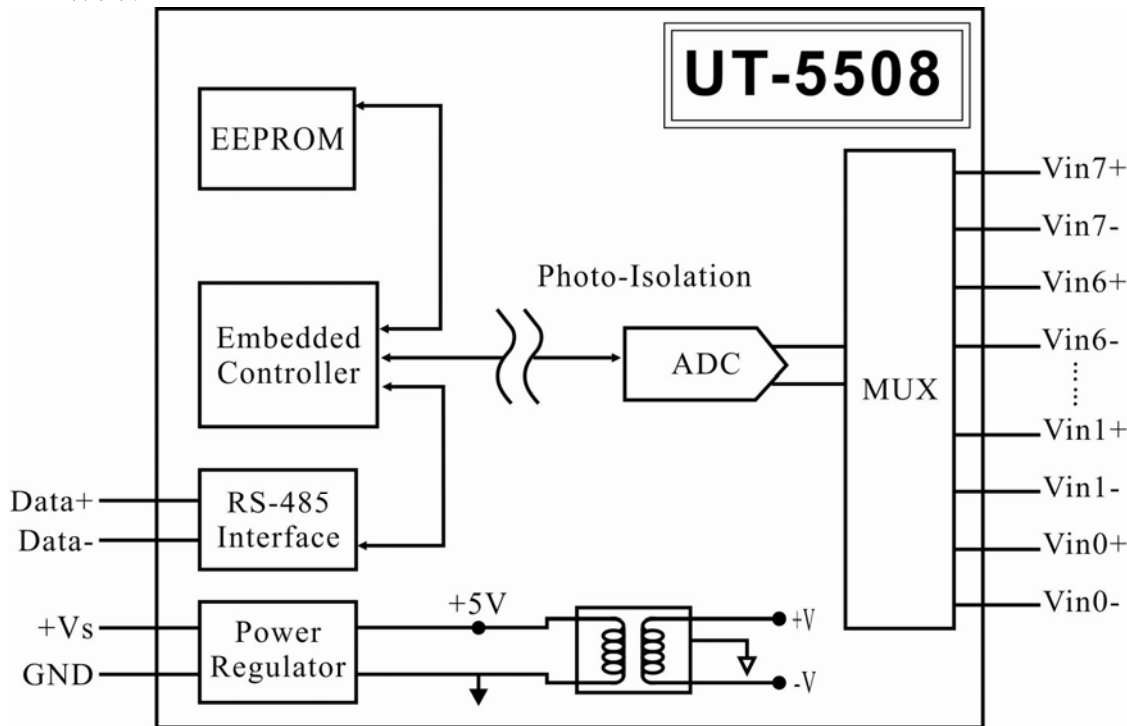 UT-5508
EEPROM
Photo-Isolation
Embedded
Controller
ADC
MUX
Vin7+
Vin7-
Vin6+
Vin6-
Vin1+
Vin1-
Vin0+
Vin0-
Data+
Data-
RS-485
Interface
+Vs
GND
Power
Regulator
+5V
+V
-V